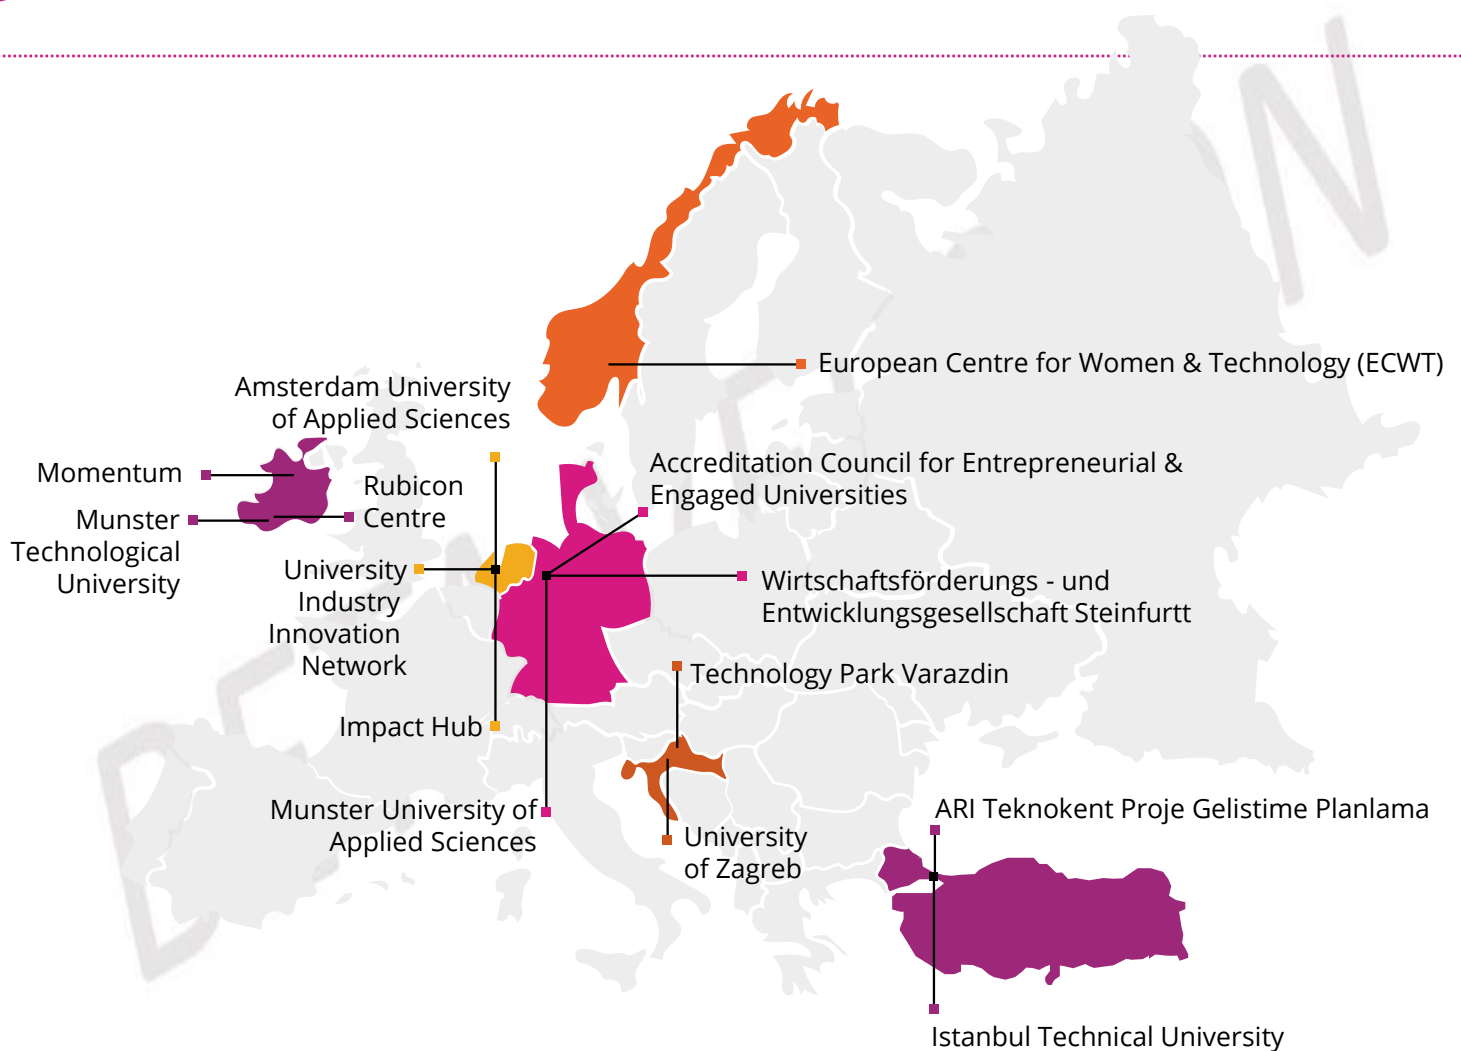 European Centre for Women & Technology (ECWT)
Amsterdam University
of Applied Sciences
Momentum
Rubicon
Centre
Munster
Technological
University
Accreditation Council for Entrepreneurial &
Engaged Universities
University
Industry
Innovation
Network
Wirtschaftsförderungs - und
Entwicklungsgesellschaft Steinfurtt
Technology Park Varazdin
Impact Hub
Munster University of
Applied Sciences
University
of Zagreb
ARI Teknokent Proje Gelistime Planlama
Istanbul Technical University